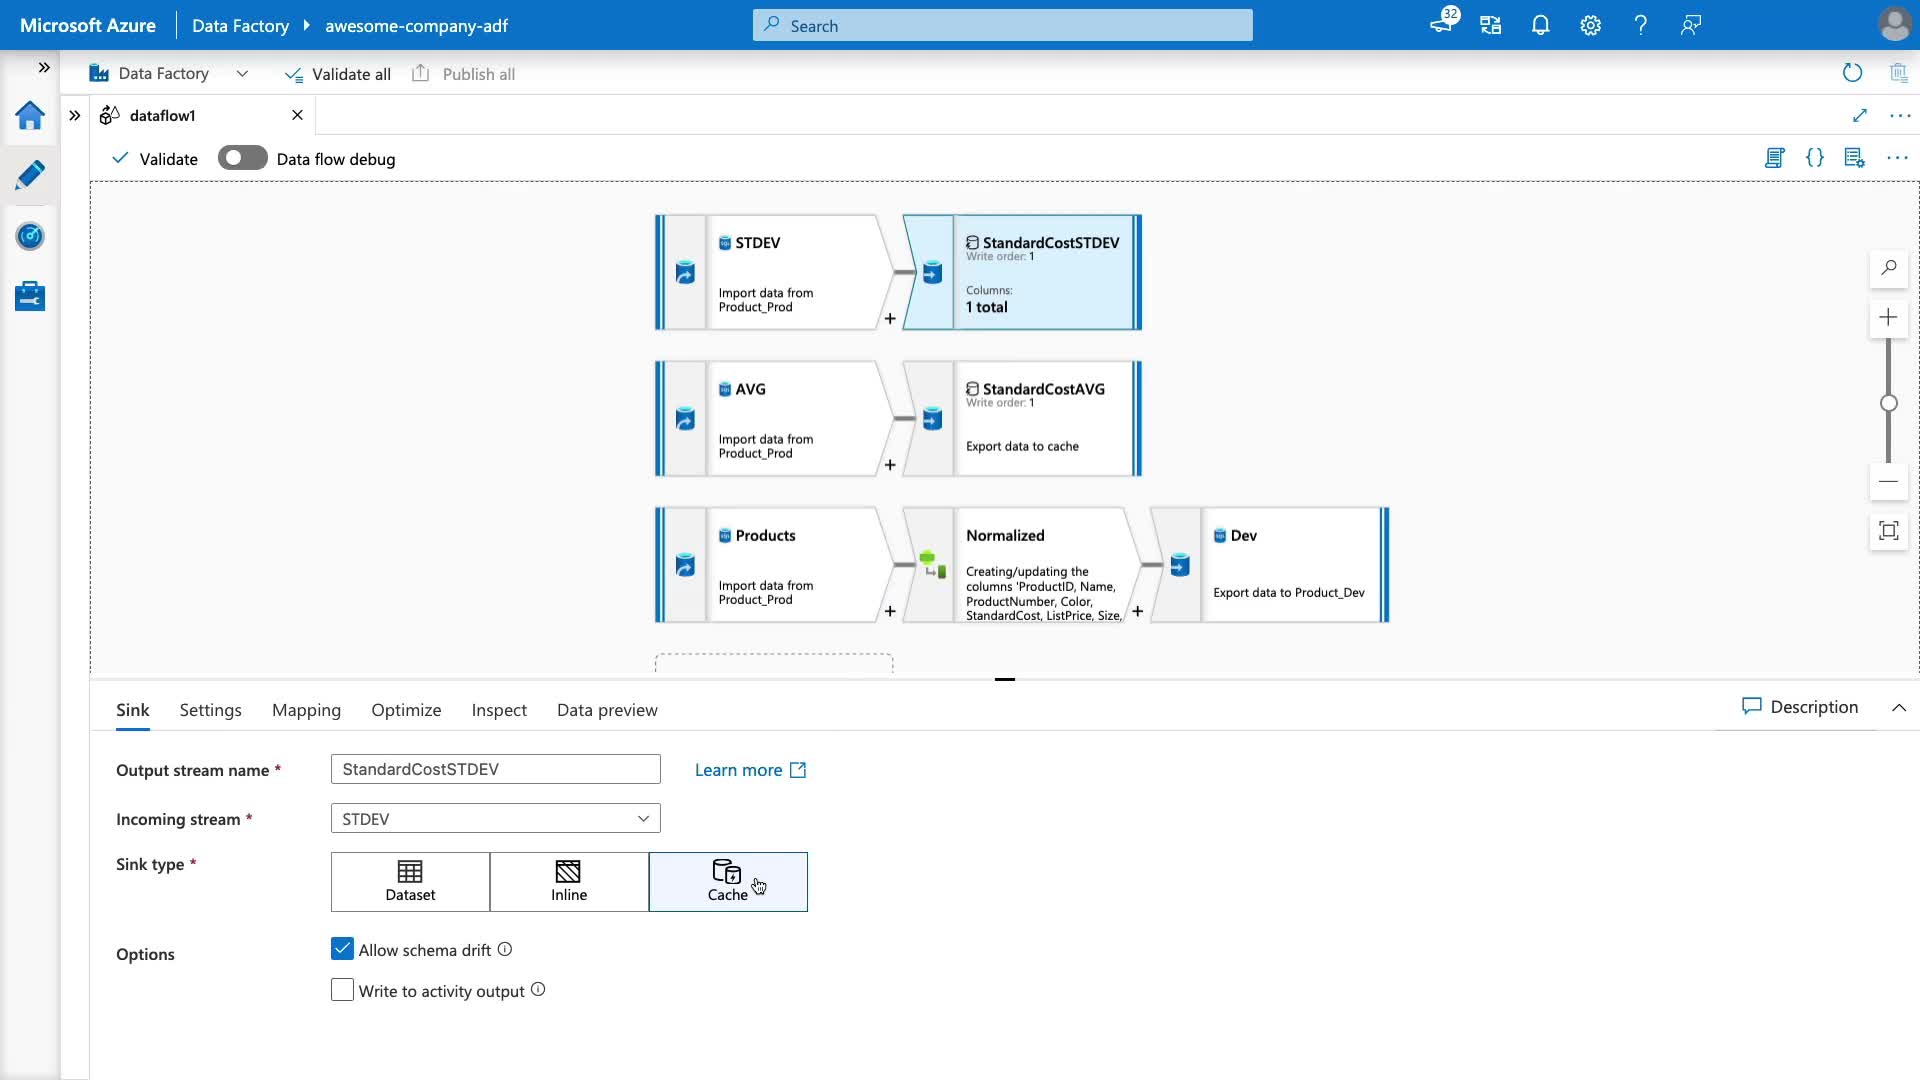 Microsoft Azure
Data Factory
awesome-company-adf
Search
32
Data Factory
Validate all
Publish all
dataflow1
Validate
Data flow debug
STDEV
Import data from
Product_Prod
StandardCostSTDEV
Write order: 1
Columns:
1 total
AVG
Import data from
Product_Prod
StandardCostAVG
Write order: 1
Export data to cache
Products
Import data from
Product_Prod
Normalized
Creating/updating the
columns 'ProductID, Name,
ProductNumber, Color,
StandardCost, ListPrice, Size,
Dev
Export data to Product_Dev
Sink
Settings
Mapping
Optimize
Inspect
Data preview
Description
Output stream name *
StandardCostSTDEV
Learn more
Incoming stream *
STDEV
Sink type *
Dataset
Inline
Cache
Options
Allow schema drift
Write to activity output